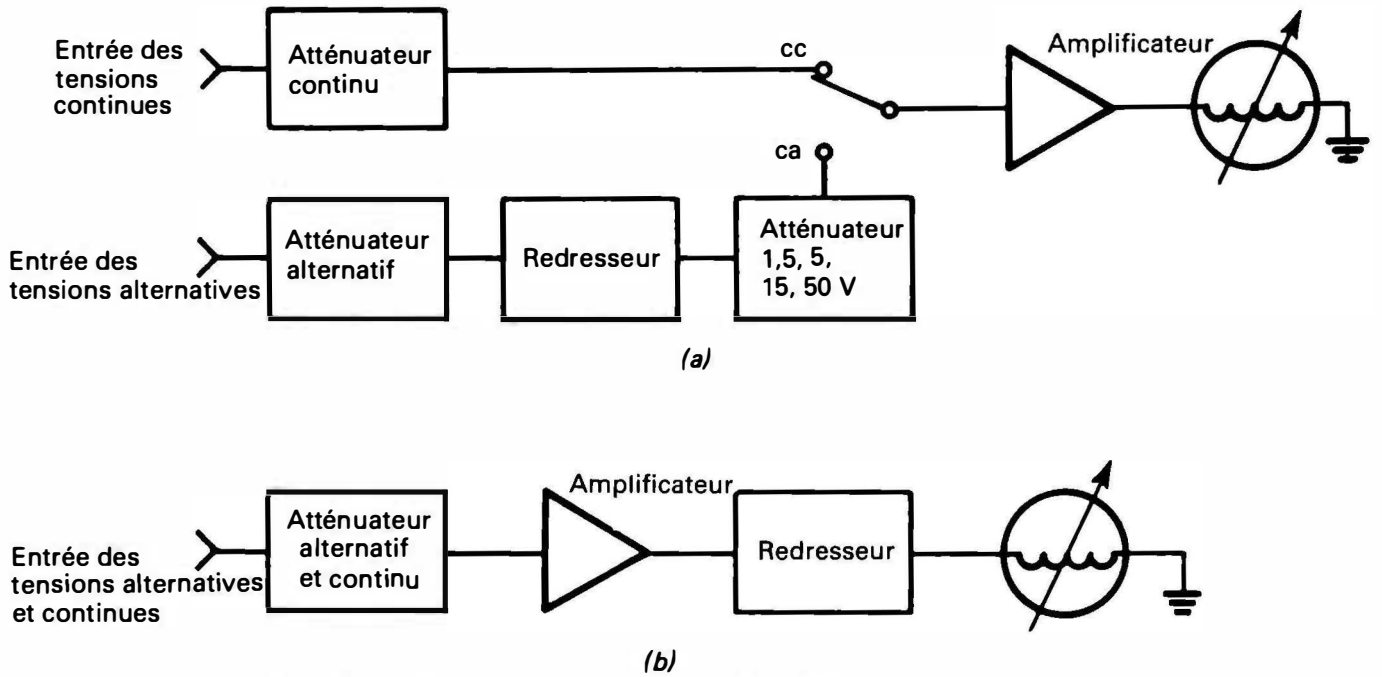 Entrée des
tensions
continues
Atténuateur
continu
cc
Amplificateur
ca
Entrée des
tensions alternatives
Atténuateur
alternatif
Redresseur
Atténuateur
1,5, 5,
15, 50 V
(a)
Entrée des
tensions alternatives
et continues
Atténuateur
alternatif
et continu
Amplificateur
Redresseur
(b)